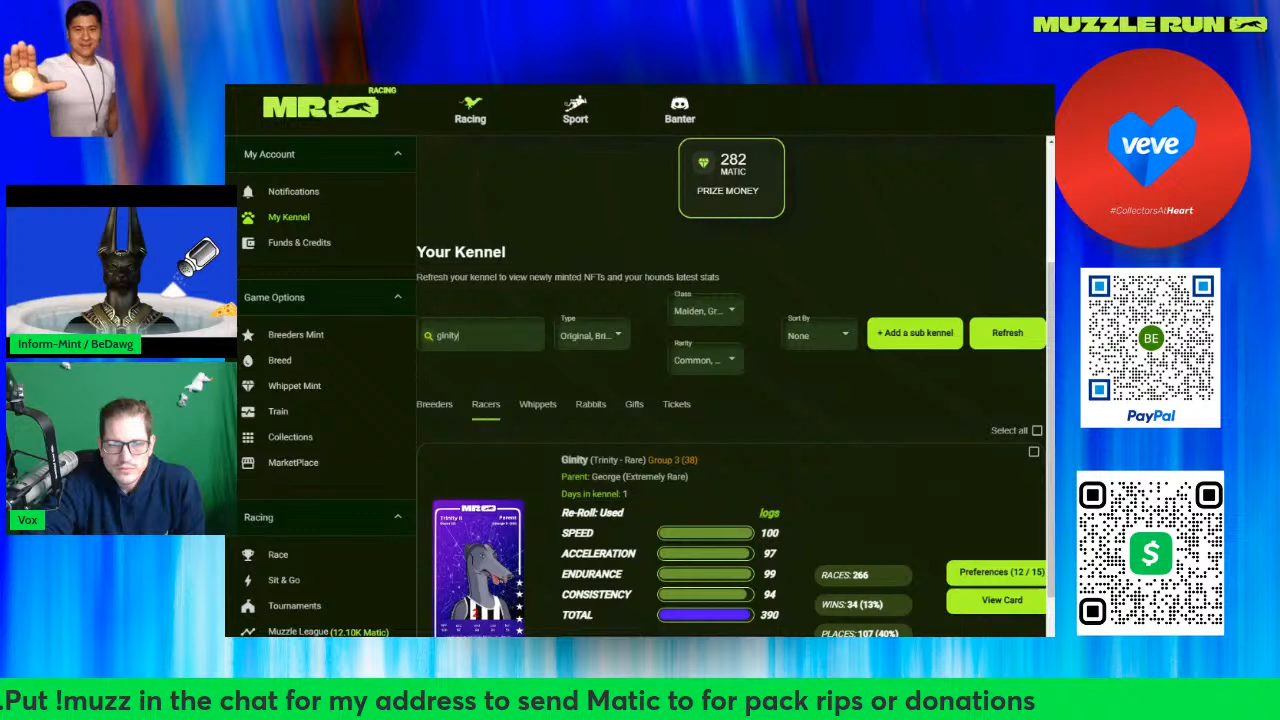 MUZZLE RUN
RACING
MR
Racing
Sport
Banter
veve
#CollectorsAtHeart
My Account
Notifications
My Kennel
Funds & Credits
Game Options
Breeders Mint
Breed
Whippet Mint
Train
Collections
MarketPlace
Racing
Race
Sit & Go
Tournaments
Muzzle League (12.10K Matic)
282
MATIC
PRIZE MONEY
Your Kennel
Refresh your kennel to view newly minted NFTs and your hounds latest stats
ginity
Type
Original, Bri...
Class
Maiden, Gr...
Rarity
Common, ...
Sort By
None
+ Add a sub kennel
Refresh
Breeders Racers Whippets Rabbits Gifts Tickets
Select all
Ginity (Trinity - Rare) Group 3 (38)
Parent: George (Extremely Rare)
Days in kennel: 1
Re-Roll: Used logs
SPEED 100
ACCELERATION 97
ENDURANCE 99
CONSISTENCY 94
TOTAL 390
MR
Trinity II
Parent
RACES: 266
WINS: 34 (13%)
PLACES: 107 (40%)
Preferences (12 / 15)
View Card
Inform-Mint / BeDawg
Vox
BE
PayPal
$
.Put !muzz in the chat for my address to send Matic to for pack rips or donations